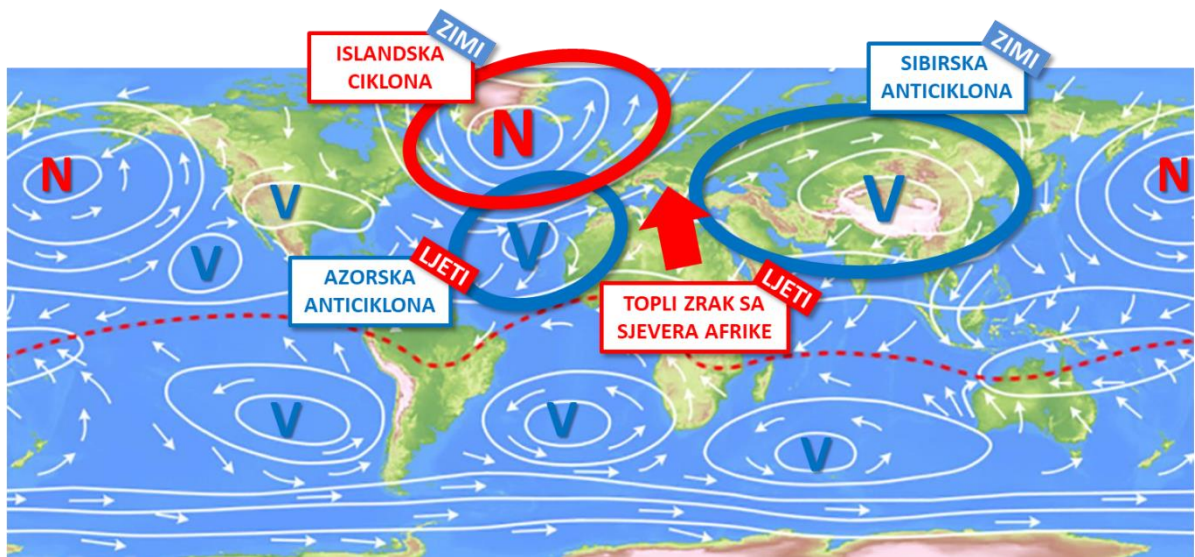 ZIMI
ISLANDSKA
CIKLONA
ZIMI
SIBIRSKA
ANTICIKLONA
N
N
V
V
V
N
V
LJETI
AZORSKA
ANTICIKLONA
LJETI
TOPLI ZRAK SA
SJEVERA AFRIKE
V
V
V